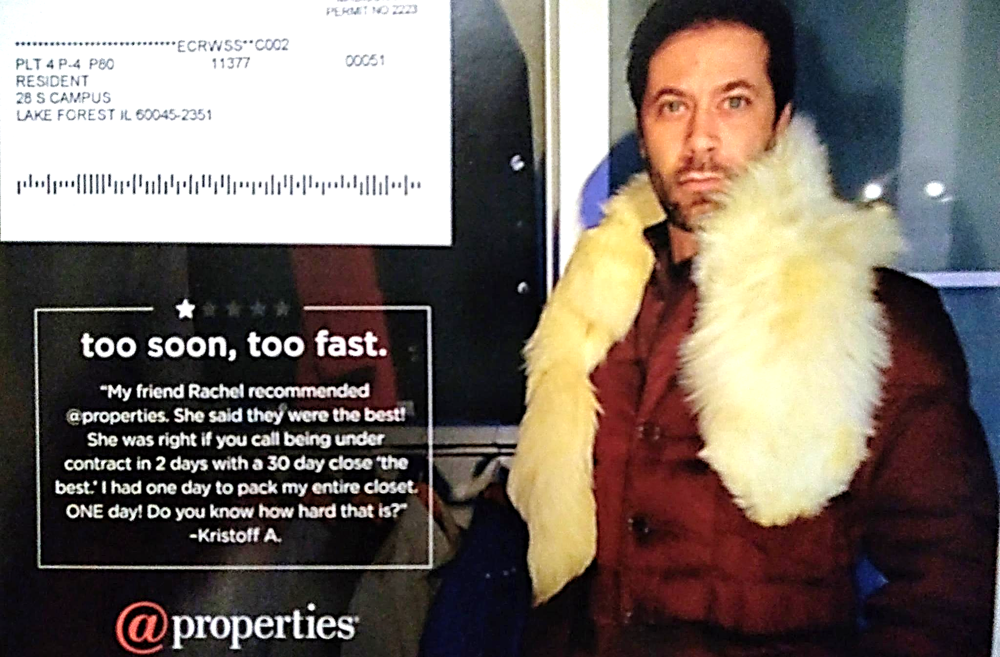 PERMIT NO 2223
****************************ECRWSS**C002
PLT 4 P-4 P80 11377 00051
RESIDENT
28 S CAMPUS
LAKE FOREST IL 60045-2351
too soon, too fast.
"My friend Rachel recommended
@properties. She said they were the best!
She was right if you call being under
contract in 2 days with a 30 day close 'the
best.' I had one day to pack my entire closet.
ONE day! Do you know how hard that is?"
-Kristoff A.
@properties